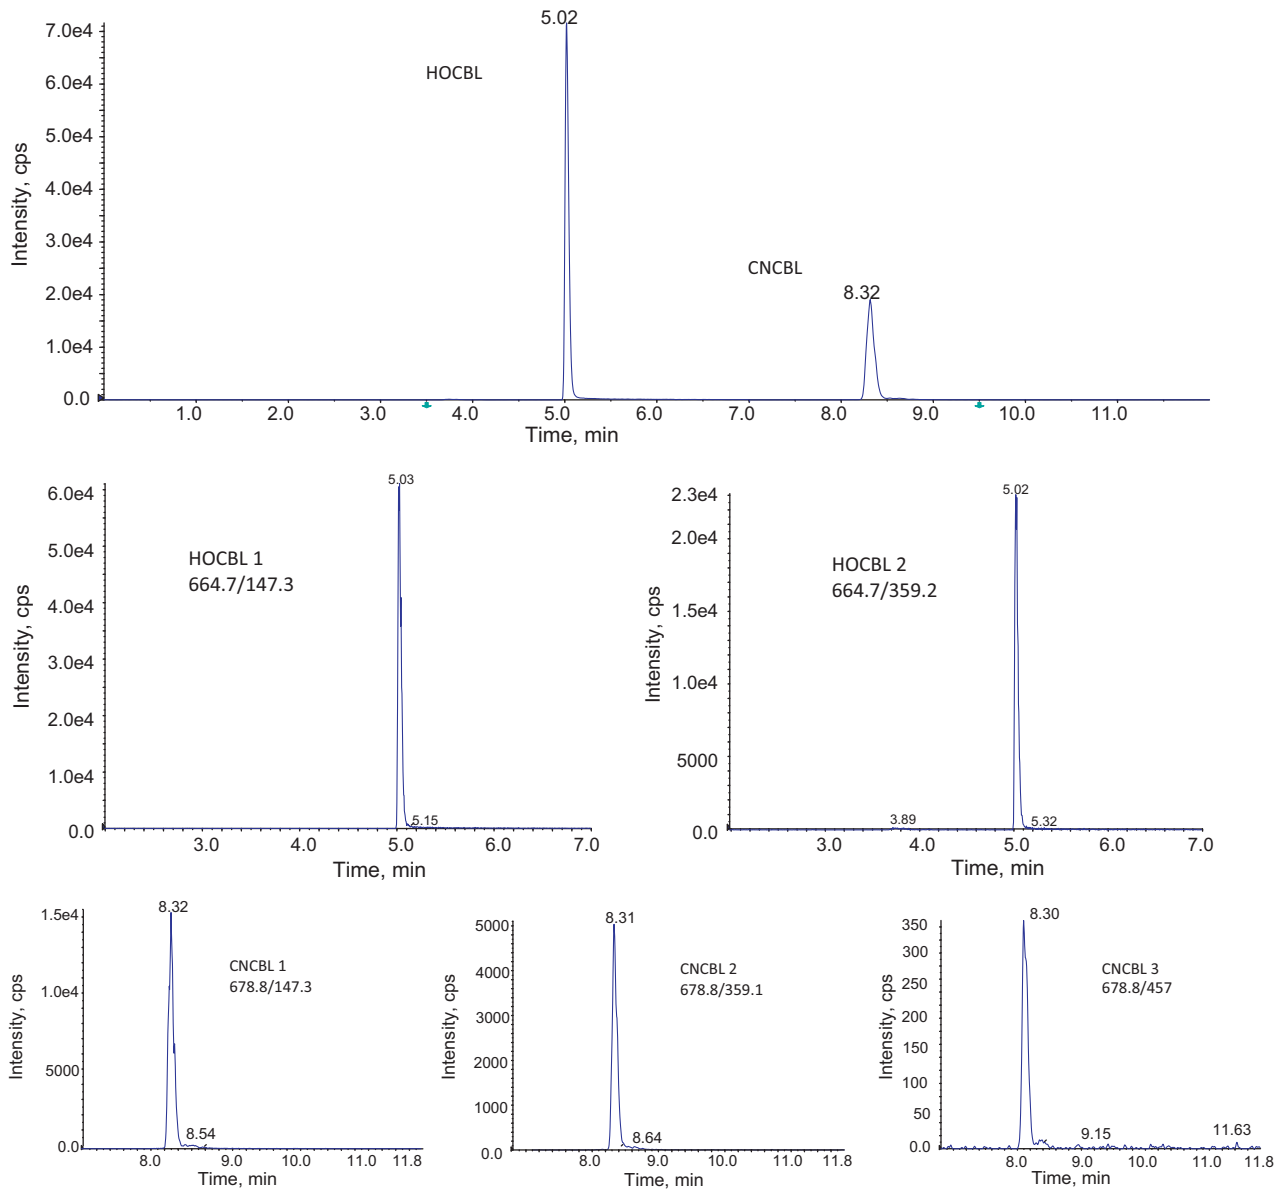 5.02
7.0e4
HOCBL
6.0e4
5.0e4
4.0e4
3.0e4
CNCBL
8.32
2.0e4
1.0e4
0.0
Intensity, cps
1.0 2.0 3.0 4.0 5.0 6.0 7.0 8.0 9.0 10.0 11.0
Time, min
5.03
6.0e4
HOCBL 1
664.7/147.3
5.0e4
4.0e4
3.0e4
2.0e4
1.0e4
5.15
0.0
Intensity, cps
3.0 4.0 5.0 6.0 7.0
Time, min
5.02
2.3e4
2.0e4
HOCBL 2
664.7/359.2
1.5e4
1.0e4
5000
3.89
5.32
0.0
Intensity, cps
3.0 4.0 5.0 6.0 7.0
Time, min
8.32
1.5e4
CNCBL 1
678.8/147.3
1.0e4
5000
8.54
0.0
Intensity, cps
8.0 9.0 10.0 11.0 11.8
Time, min
8.31
5000
CNCBL 2
678.8/359.1
4000
3000
2000
1000
8.64
0.0
Intensity, cps
8.0 9.0 10.0 11.0 11.8
Time, min
8.30
350
300
CNCBL 3
678.8/457
250
200
150
100
50
9.15
11.63
0.0
Intensity, cps
8.0 9.0 10.0 11.0 11.8
Time, min